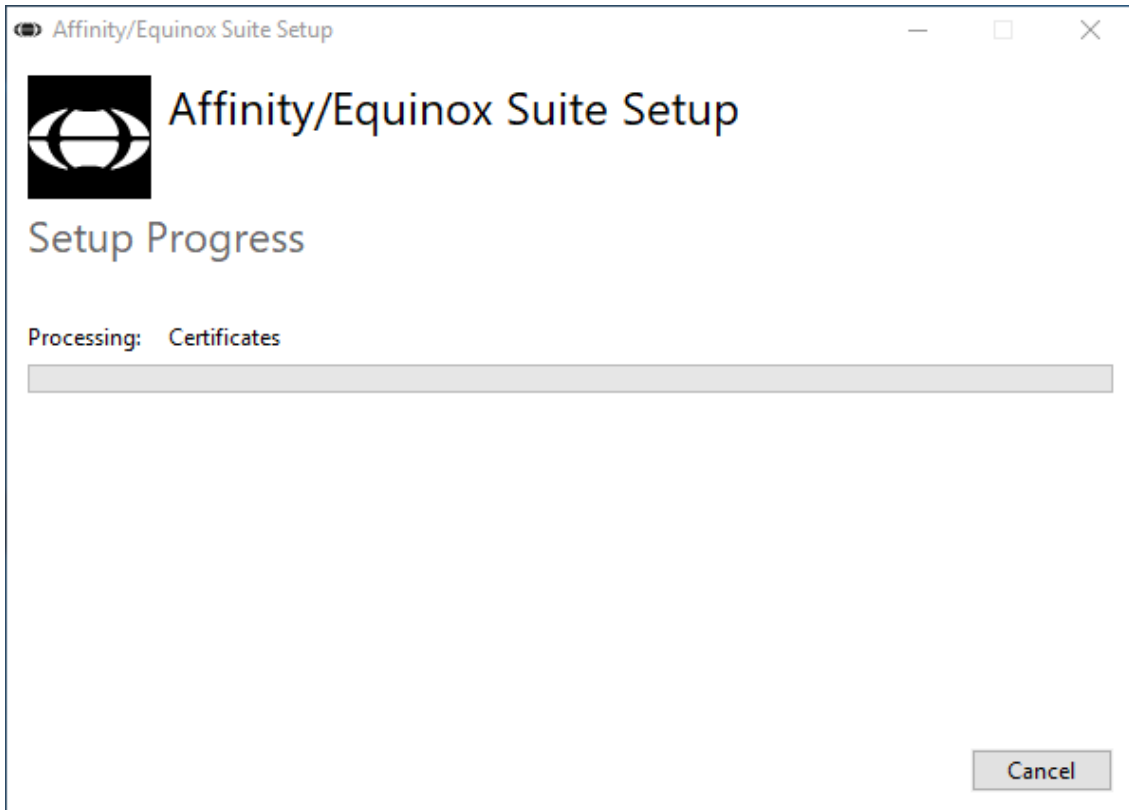 Affinity/Equinox Suite Setup
Affinity/Equinox Suite Setup
Setup Progress
Processing: Certificates
Cancel